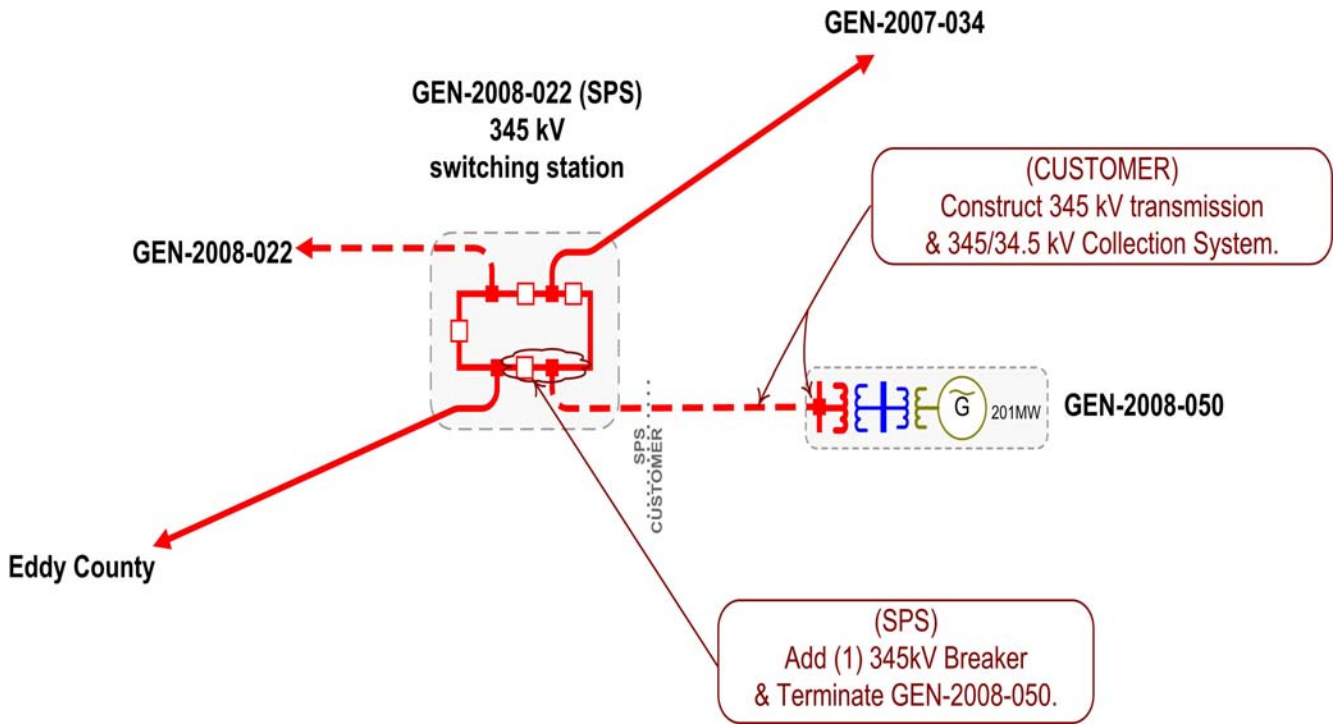 GEN-2007-034
GEN-2008-022 (SPS)
345 kV
switching station
(CUSTOMER)
Construct 345 kV transmission
& 345/34.5 kV Collection System.
GEN-2008-022
G
201MW
GEN-2008-050
SPS
CUSTOMER
Eddy County
(SPS)
Add (1) 345kV Breaker
& Terminate GEN-2008-050.